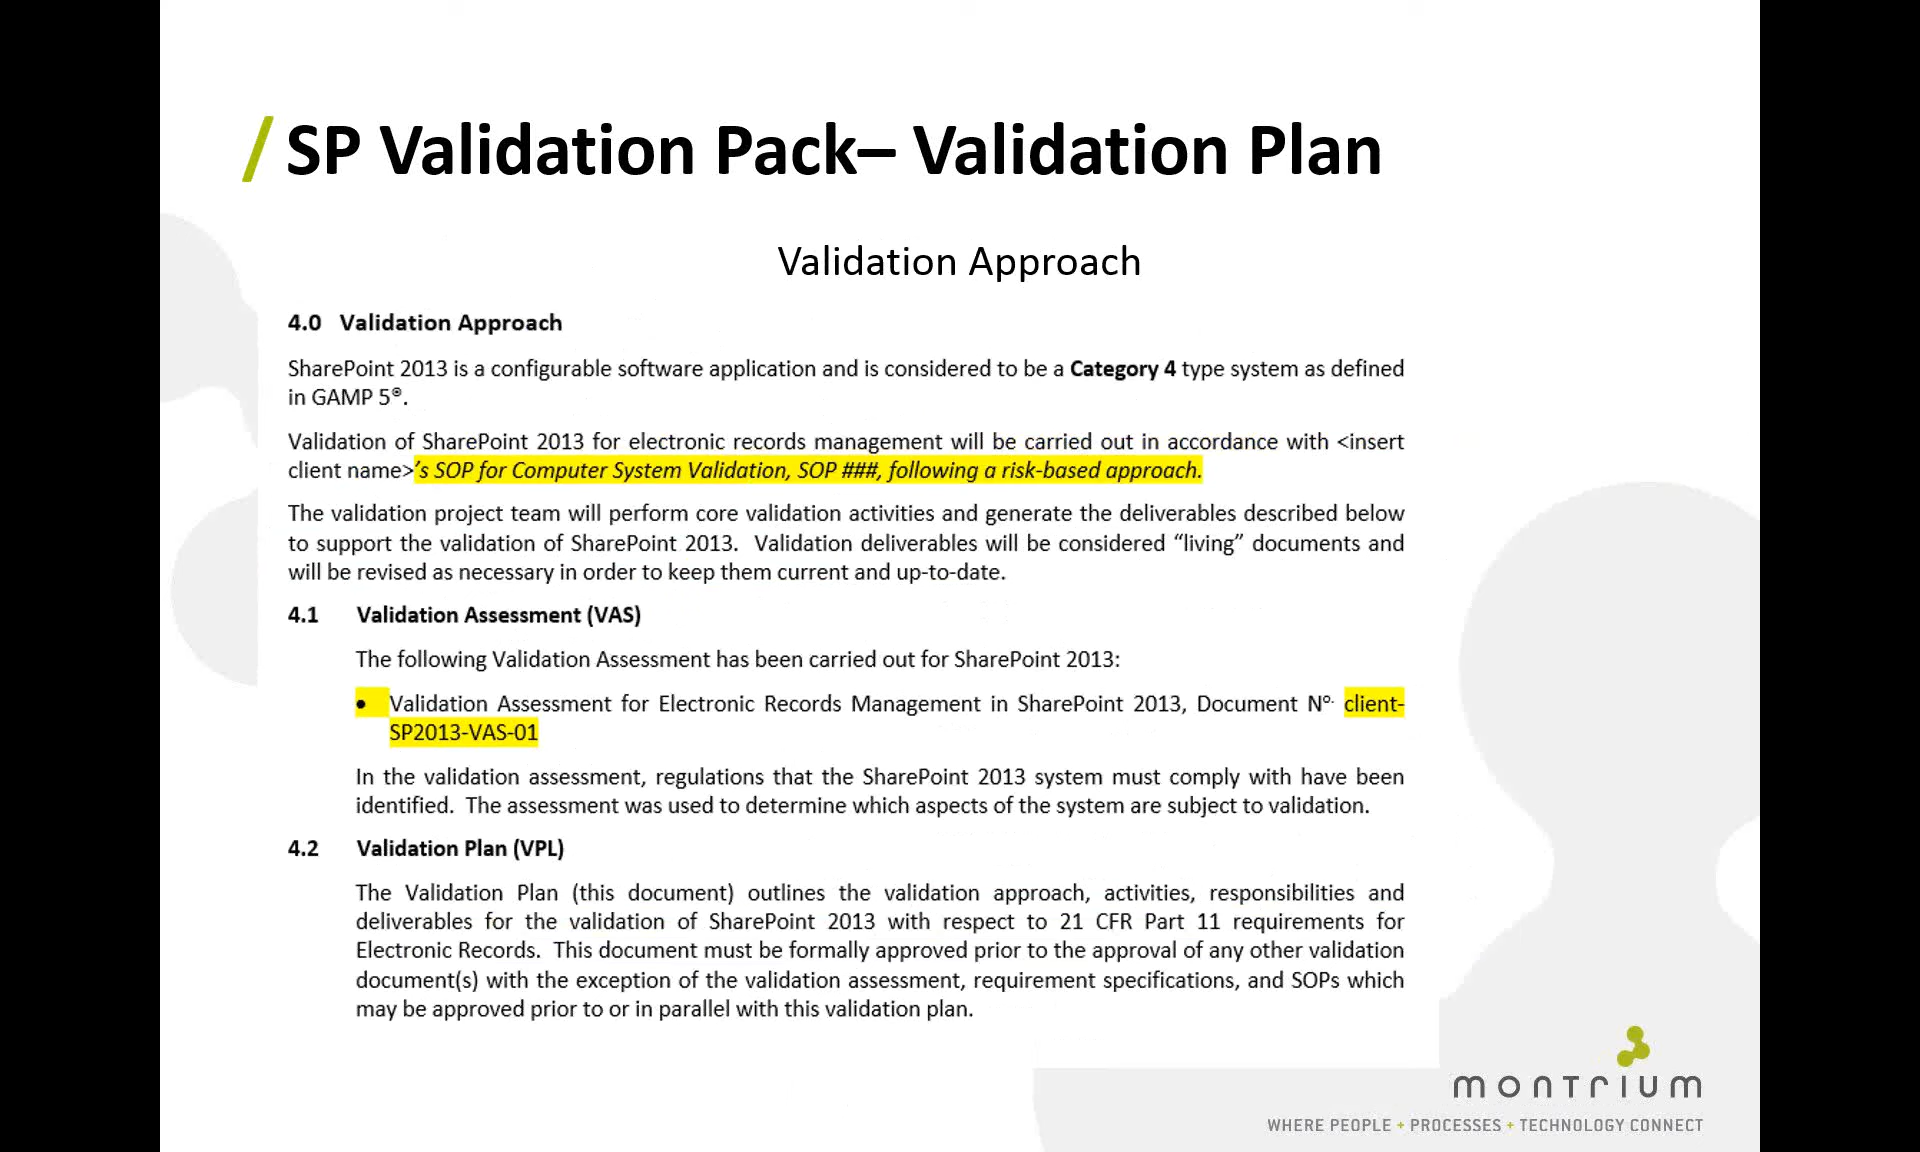 / SP Validation Pack– Validation Plan
Validation Approach
4.0 Validation Approach
SharePoint 2013 is a configurable software application and is considered to be a Category 4 type system as defined
in GAMP 5®.
Validation of SharePoint 2013 for electronic records management will be carried out in accordance with <insert
client name>’s SOP for Computer System Validation, SOP ###, following a risk-based approach.
The validation project team will perform core validation activities and generate the deliverables described below
to support the validation of SharePoint 2013. Validation deliverables will be considered “living” documents and
will be revised as necessary in order to keep them current and up-to-date.
4.1 Validation Assessment (VAS)
The following Validation Assessment has been carried out for SharePoint 2013:
• Validation Assessment for Electronic Records Management in SharePoint 2013, Document Nº. client-
SP2013-VAS-01
In the validation assessment, regulations that the SharePoint 2013 system must comply with have been
identified. The assessment was used to determine which aspects of the system are subject to validation.
4.2 Validation Plan (VPL)
The Validation Plan (this document) outlines the validation approach, activities, responsibilities and
deliverables for the validation of SharePoint 2013 with respect to 21 CFR Part 11 requirements for
Electronic Records. This document must be formally approved prior to the approval of any other validation
document(s) with the exception of the validation assessment, requirement specifications, and SOPs which
may be approved prior to or in parallel with this validation plan.
montrium
WHERE PEOPLE + PROCESSES + TECHNOLOGY CONNECT